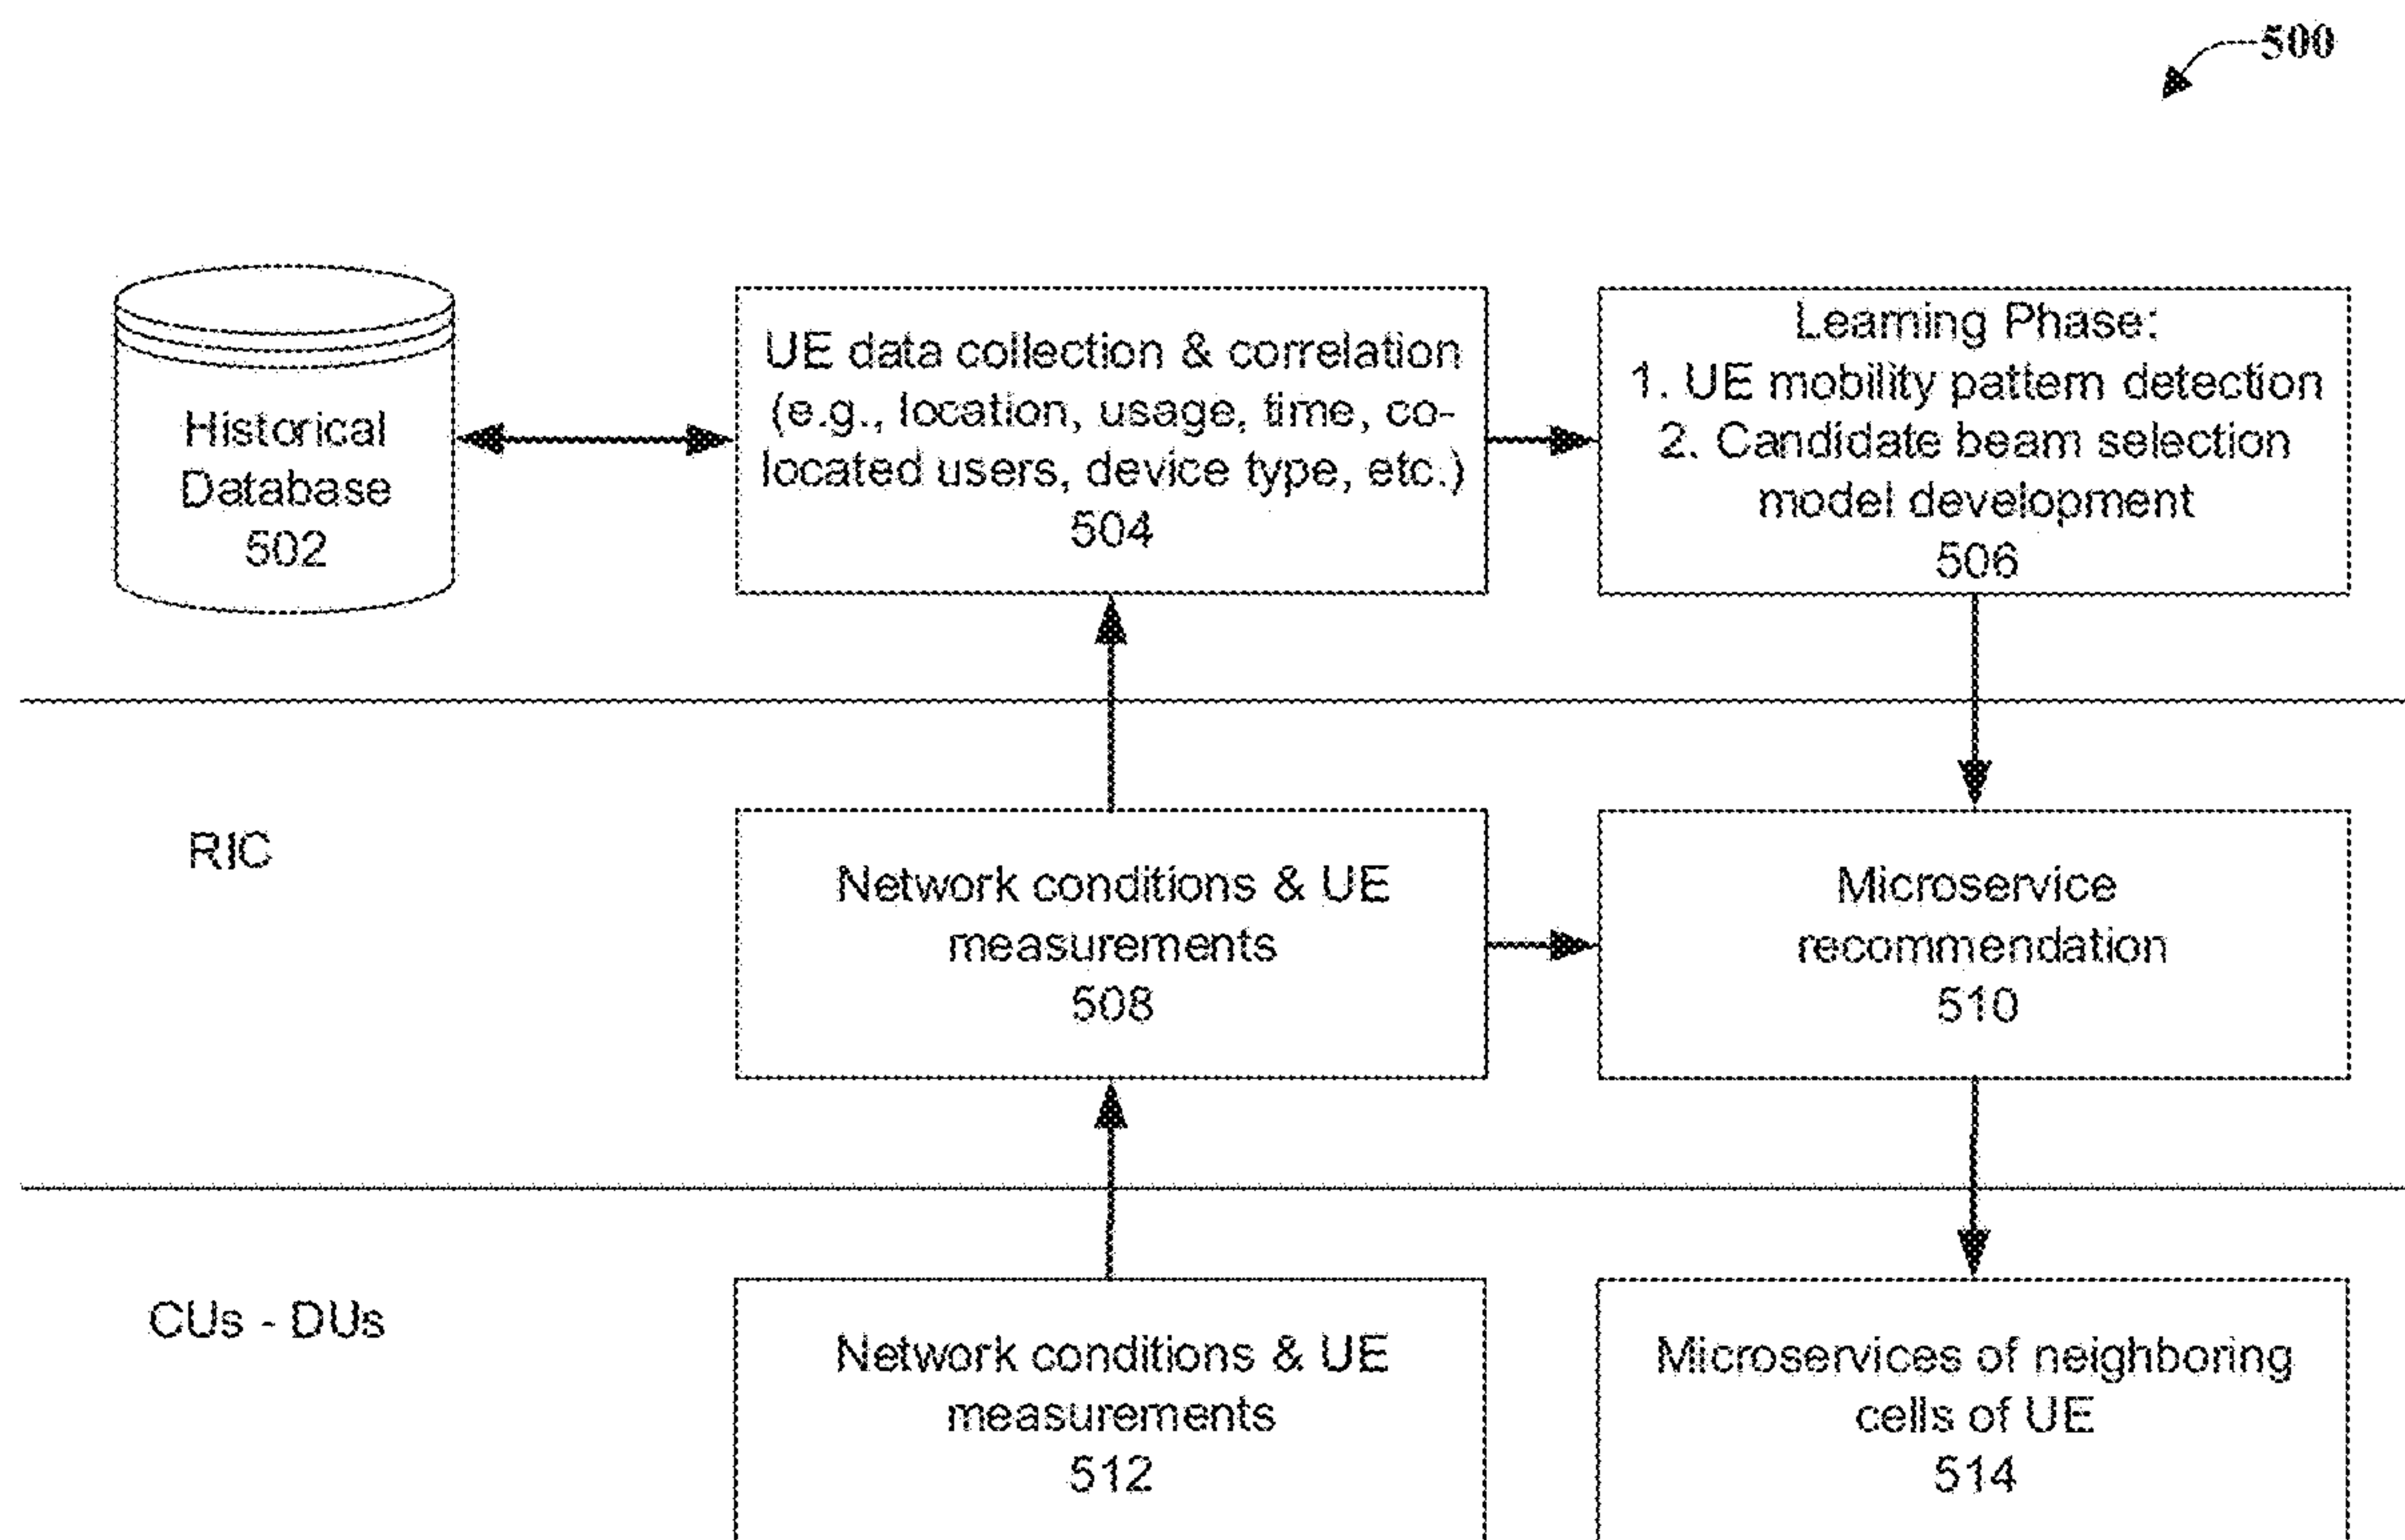 500
Historical
Database
502
UE data collection & correlation
(e.g., location, usage, time, co-
located users, device type, etc.)
504
Learning Phase:
1. UE mobility pattern detection
2. Candidate beam selection
model development
506
RIC
Network conditions & UE
measurements
508
Microservice
recommendation
510
CUs - DUs
Network conditions & UE
measurements
512
Microservices of neighboring
cells of UE
514